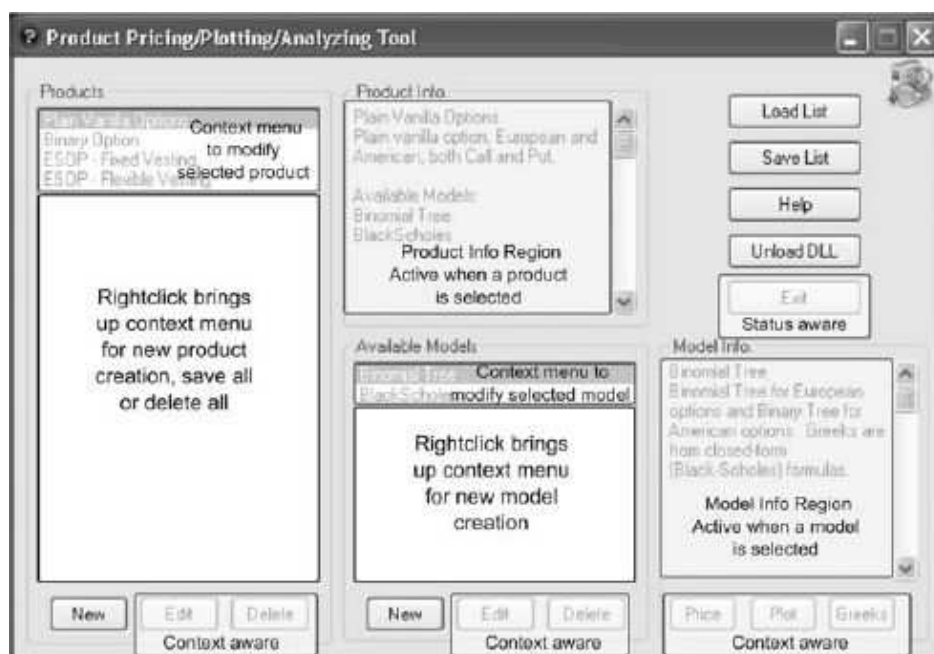 ? Product Pricing/Plotting/Analyzing Tool
Products
Plain Vanilla Options
Binary Option
ESOP - Fixed Vesting
ESOP - Flexible Vesting
Context menu
to modify
selected product
Rightclick brings
up context menu
for new product
creation, save all
or delete all
New
Edit
Delete
Context aware
Product Info.
Plain Vanilla Options
Plain vanilla option, European and
American, both Call and Put.
Available Models:
Binomial Tree
BlackScholes
Product Info Region
Active when a product
is selected
Available Models
Binomial Tree
BlackScholes
Context menu to
modify selected model
Rightclick brings
up context menu
for new model
creation
New
Edit
Delete
Context aware
Load List
Save List
Help
Unload DLL
Exit
Status aware
Model Info.
Binomial Tree
Binomial Tree for European
options and Binary Tree for
American options. Greeks are
from closed-form
(Black-Scholes) formulas.
Model Info Region
Active when a model
is selected
Price
Plot
Greeks
Context aware